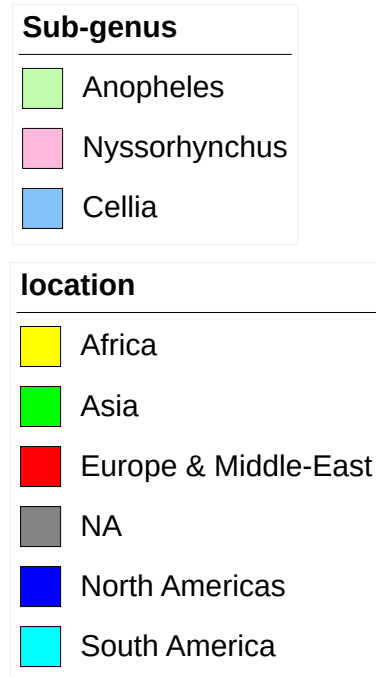 Sub-genus
Anopheles
Nyssorhynchus
Cellia
location
Africa
Asia
Europe & Middle-East
NA
North Americas
South America